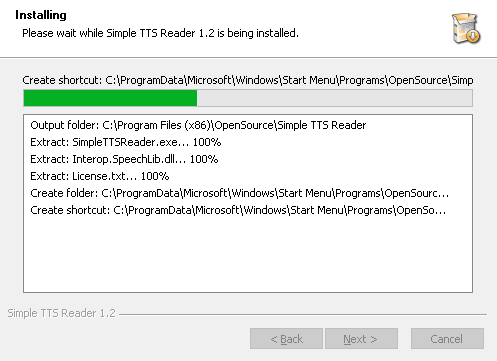 Installing
Please wait while Simple TTS Reader 1.2 is being installed.
Create shortcut: C:\ProgramData\Microsoft\Windows\Start Menu\Programs\OpenSource\Simp
Output folder: C:\Program Files (x86)\OpenSource\Simple TTS Reader
Extract: SimpleTTSReader.exe... 100%
Extract: Interop.SpeechLib.dll... 100%
Extract: License.txt... 100%
Create folder: C:\ProgramData\Microsoft\Windows\Start Menu\Programs\OpenSourc...
Create shortcut: C:\ProgramData\Microsoft\Windows\Start Menu\Programs\OpenSo...
Simple TTS Reader 1.2
< Back Next > Cancel